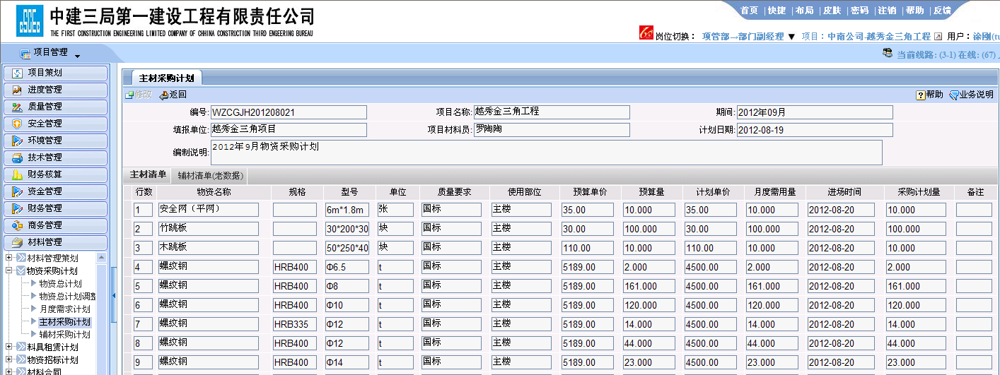 中建三局第一建设工程有限责任公司
THE FIRST CONSTRUCTION ENGINEERING LIMITED COMPANY OF CHHINA CONSTRUCTION THIRD ENGEERING BUREAU
首页 | 快捷 | 布局 | 皮肤 | 密码 | 注销 | 帮助 | 反馈
岗位切换： 项管部→部门副经理 ▼ 项目：中南公司-越秀金三角工程 用户：涂刚(tu
项目管理
当前线路: (3-1) 在线: (67)
项目策划
进度管理
质量管理
安全管理
环境管理
技术管理
财务核算
资金管理
财务管理
商务管理
材料管理
材料管理策划
物资采购计划
物资总计划
物资总计划调整
月度需求计划
主材采购计划
辅材采购计划
料具租赁计划
物资招标计划
材料合同
主材采购计划
修改 返回 帮助 业务说明
编号: WZCGJH201208021 项目名称: 越秀金三角工程 期间: 2012年09月
填报单位: 越秀金三角项目 项目材料员: 罗陶陶 计划日期: 2012-08-19
编制说明: 2012年9月物资采购计划
主材清单 辅材清单(老数据)
行数 物资名称 规格 型号 单位 质量要求 使用部位 预算单价 预算量 计划单价 月度需用量 进场时间 采购计划量 备注
1 安全网（平网） 6m*1.8m 张 国标 主楼 35.00 10.000 35.00 10.000 2012-08-20 10.000
2 竹跳板 30*200*30 块 国标 主楼 30.00 100.000 30.00 100.000 2012-08-20 100.000
3 木跳板 50*250*40 块 国标 主楼 110.00 10.000 110.00 10.000 2012-08-20 10.000
4 螺纹钢 HRB400 Φ6.5 t 国标 主楼 5189.00 2.000 4500.00 2.000 2012-08-20 2.000
5 螺纹钢 HRB400 Φ8 t 国标 主楼 5189.00 161.000 4500.00 161.000 2012-08-20 161.000
6 螺纹钢 HRB400 Φ10 t 国标 主楼 5189.00 120.000 4500.00 120.000 2012-08-20 120.000
7 螺纹钢 HRB335 Φ12 t 国标 主楼 5189.00 14.000 4500.00 14.000 2012-08-20 14.000
8 螺纹钢 HRB400 Φ12 t 国标 主楼 5189.00 44.000 4500.00 44.000 2012-08-20 44.000
9 螺纹钢 HRB400 Φ14 t 国标 主楼 5189.00 23.000 4500.00 23.000 2012-08-20 23.000